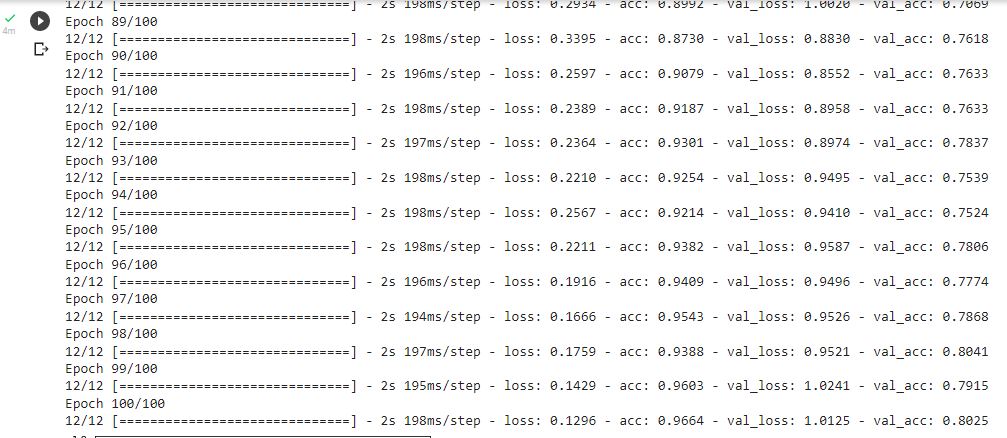 12/12 [==============================] - 2s 198ms/step - loss: 0.2934 - acc: 0.8992 - val_loss: 1.0020 - val_acc: 0.7069
Epoch 89/100
4m
12/12 [==============================] - 2s 198ms/step - loss: 0.3395 - acc: 0.8730 - val_loss: 0.8830 - val_acc: 0.7618
Epoch 90/100
12/12 [==============================] - 2s 196ms/step - loss: 0.2597 - acc: 0.9079 - val_loss: 0.8552 - val_acc: 0.7633
Epoch 91/100
12/12 [==============================] - 2s 198ms/step - loss: 0.2389 - acc: 0.9187 - val_loss: 0.8958 - val_acc: 0.7633
Epoch 92/100
12/12 [==============================] - 2s 197ms/step - loss: 0.2364 - acc: 0.9301 - val_loss: 0.8974 - val_acc: 0.7837
Epoch 93/100
12/12 [==============================] - 2s 198ms/step - loss: 0.2210 - acc: 0.9254 - val_loss: 0.9495 - val_acc: 0.7539
Epoch 94/100
12/12 [==============================] - 2s 198ms/step - loss: 0.2567 - acc: 0.9214 - val_loss: 0.9410 - val_acc: 0.7524
Epoch 95/100
12/12 [==============================] - 2s 198ms/step - loss: 0.2211 - acc: 0.9382 - val_loss: 0.9587 - val_acc: 0.7806
Epoch 96/100
12/12 [==============================] - 2s 196ms/step - loss: 0.1916 - acc: 0.9409 - val_loss: 0.9496 - val_acc: 0.7774
Epoch 97/100
12/12 [==============================] - 2s 194ms/step - loss: 0.1666 - acc: 0.9543 - val_loss: 0.9526 - val_acc: 0.7868
Epoch 98/100
12/12 [==============================] - 2s 197ms/step - loss: 0.1759 - acc: 0.9388 - val_loss: 0.9521 - val_acc: 0.8041
Epoch 99/100
12/12 [==============================] - 2s 195ms/step - loss: 0.1429 - acc: 0.9603 - val_loss: 1.0241 - val_acc: 0.7915
Epoch 100/100
12/12 [==============================] - 2s 198ms/step - loss: 0.1296 - acc: 0.9664 - val_loss: 1.0125 - val_acc: 0.8025